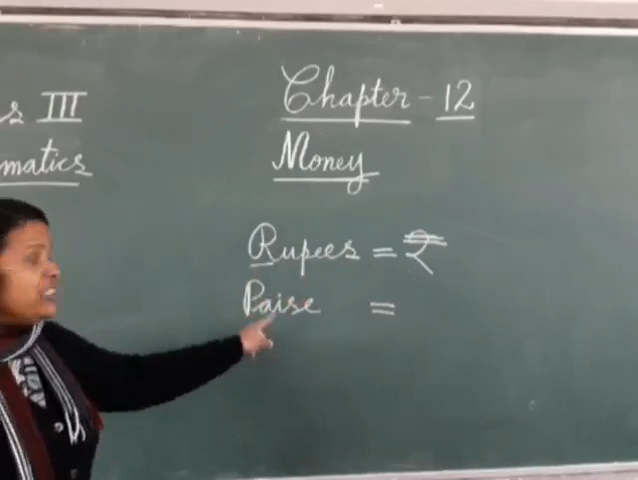 s III
matics
Chapter - 12
Money
Rupees = ₹
Paise =